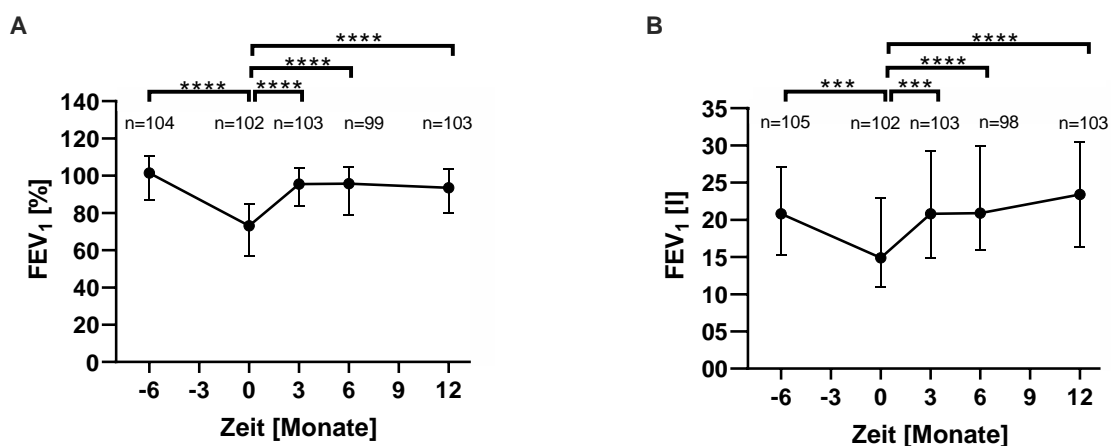 A
****
****
**** ****
n=104 n=102 n=103 n=99 n=103
140
120
100
80
60
40
20
0
FEV1 [%]
-6 -3 0 3 6 9 12
Zeit [Monate]
B
****
****
*** ***
n=105 n=102 n=103 n=98 n=103
35
30
25
20
15
10
05
00
FEV1 [l]
-6 -3 0 3 6 9 12
Zeit [Monate]